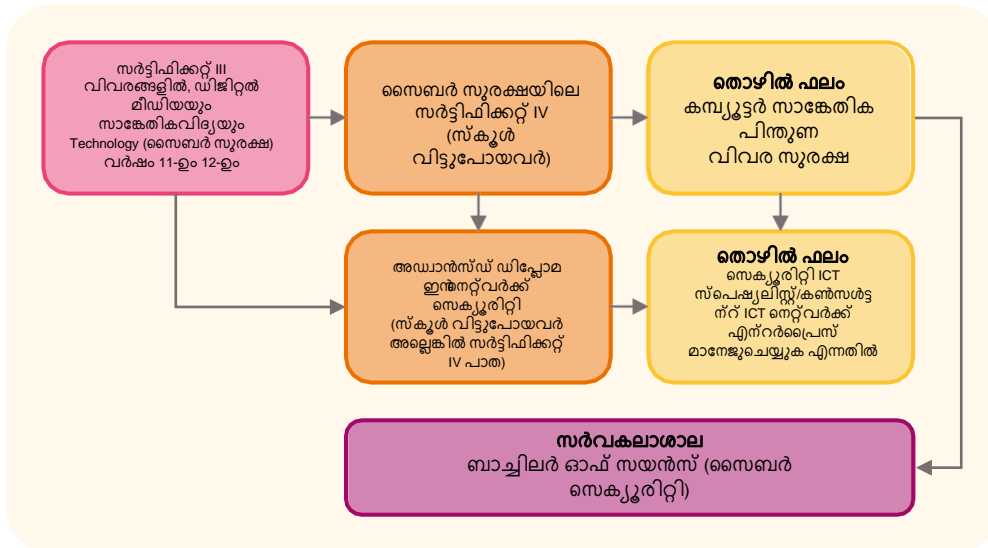 സർട്ടിഫിക്കറ്റ് III
വിവരങ്ങളിൽ, ഡിജിറ്റൽ
മീഡിയയും
സാങ്കേതികവിദ്യയും
Technology (സൈബർ സുരക്ഷ)
വർഷം 11-ഉം 12-ഉം
സൈബർ സുരക്ഷയിലെ
സർട്ടിഫിക്കറ്റ് IV
(സ്കൂൾ
വിട്ടുപോയവർ)
തൊഴിൽ ഫലം
കമ്പ്യൂട്ടർ സാങ്കേതിക
പിന്തുണ
വിവര സുരക്ഷ
അഡ്വാൻസ്ഡ് ഡിപ്ലോമ
ഇൻനെറ്റ്‌വർക്ക്
സെക്യൂരിറ്റി
(സ്കൂൾ വിട്ടുപോയവർ
അല്ലെങ്കിൽ സർട്ടിഫിക്കറ്റ്
IV പാത)
തൊഴിൽ ഫലം
സെക്യൂരിറ്റി ICT
സ്പെഷ്യലിസ്റ്റ്/കൺസൾട്ട
ന്റ് ICT നെറ്റ്‌വർക്ക്
എന്റർപ്രൈസ്
മാനേജുചെയ്യുക എന്നതിൽ
സർവകലാശാല
ബാച്ചിലർ ഓഫ് സയൻസ് (സൈബർ
സെക്യൂരിറ്റി)